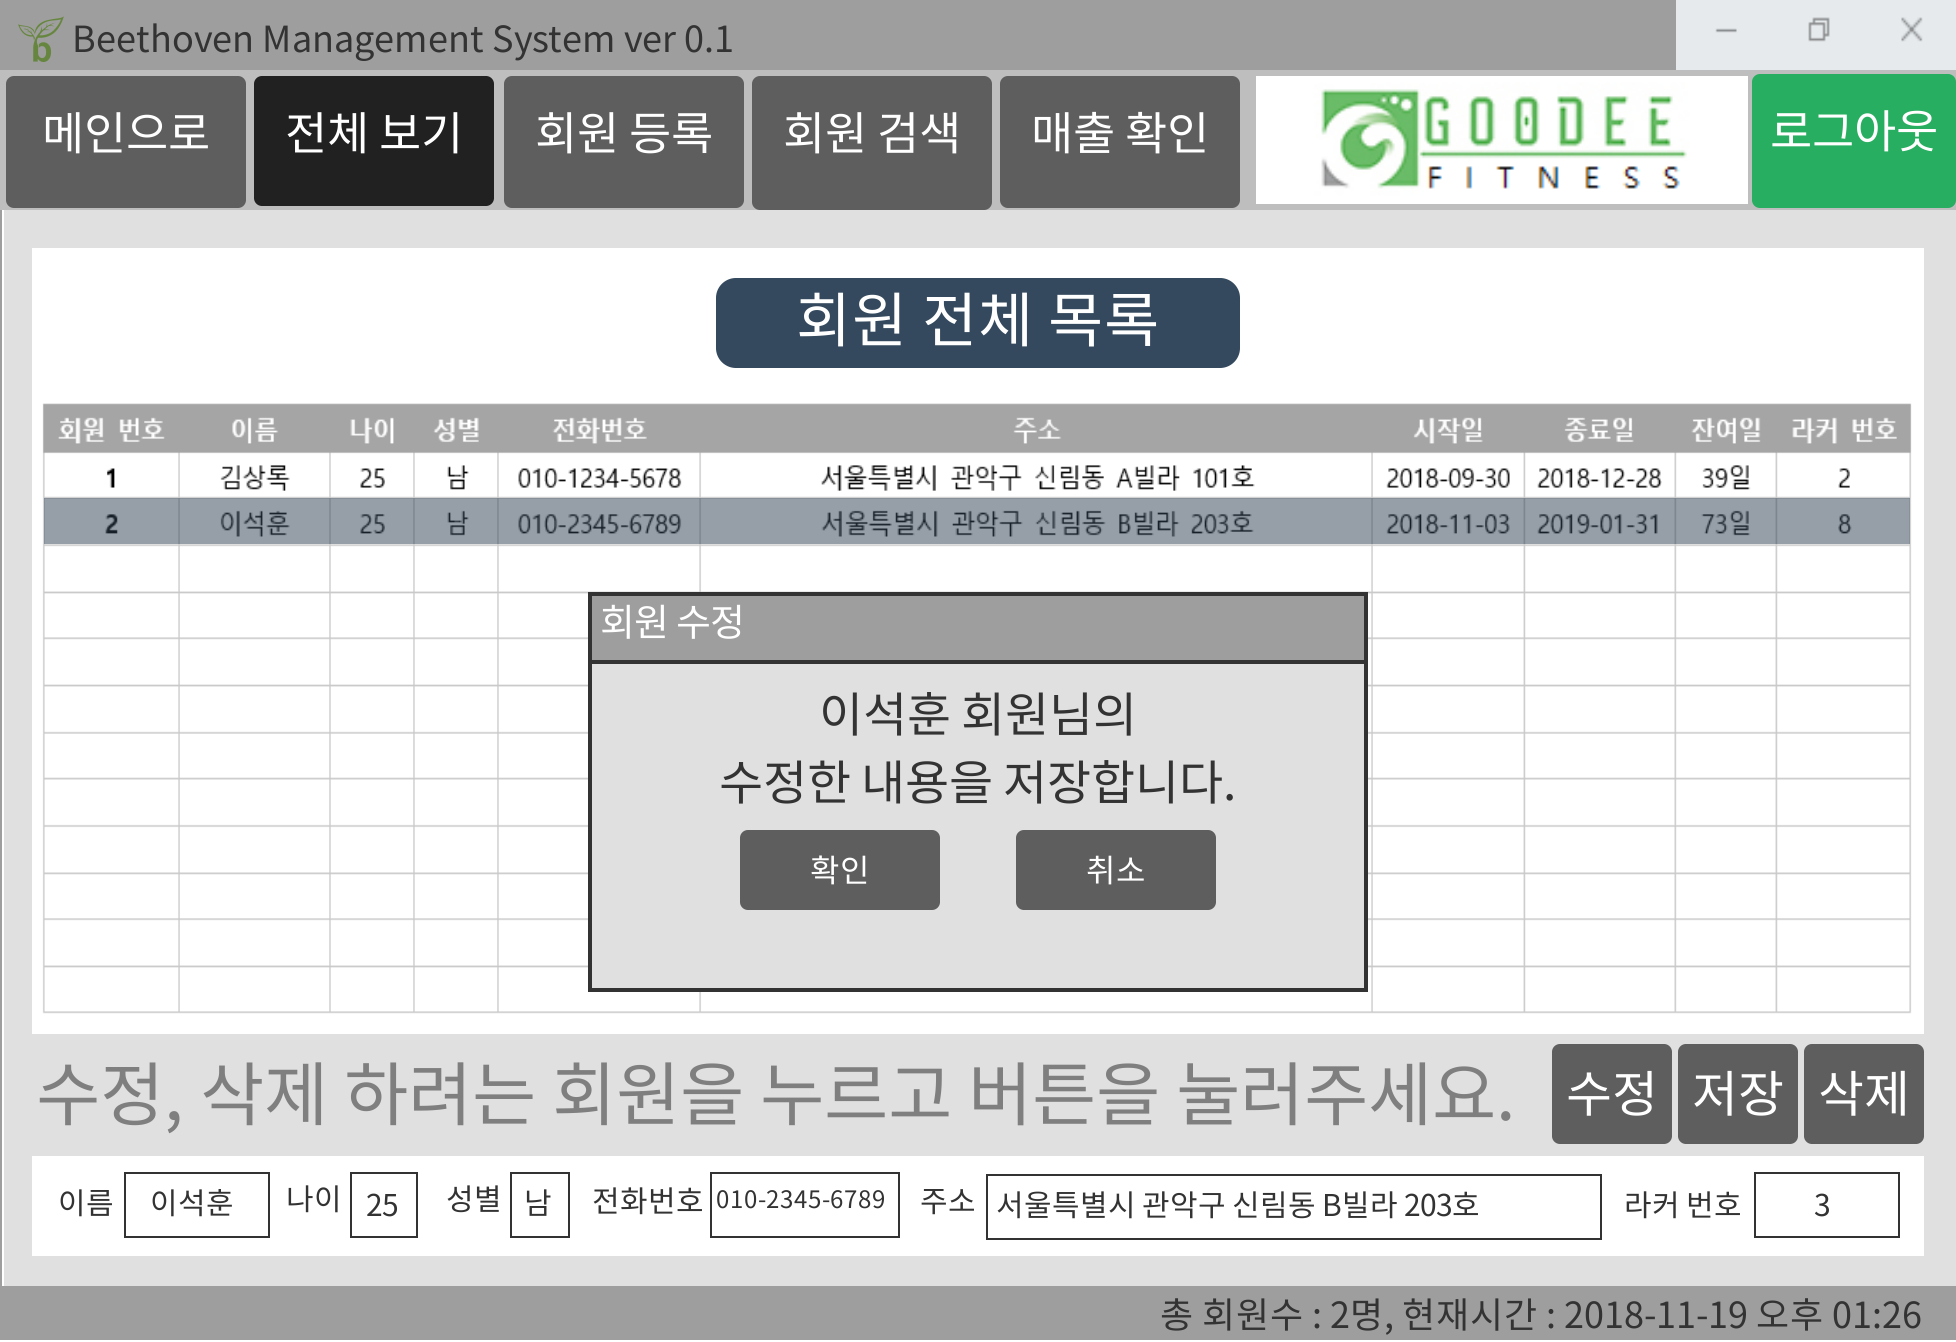 Beethoven Management System ver 0.1
메인으로 전체 보기 회원 등록 회원 검색 매출 확인 GOODEE FITNESS 로그아웃
회원 전체 목록
회원 번호 이름 나이 성별 전화번호 주소 시작일 종료일 잔여일 라커 번호
1 김상록 25 남 010-1234-5678 서울특별시 관악구 신림동 A빌라 101호 2018-09-30 2018-12-28 39일 2
2 이석훈 25 남 010-2345-6789 서울특별시 관악구 신림동 B빌라 203호 2018-11-03 2019-01-31 73일 8
회원 수정
이석훈 회원님의
수정한 내용을 저장합니다.
확인 취소
수정, 삭제 하려는 회원을 누르고 버튼을 눌러주세요. 수정 저장 삭제
이름 이석훈 나이 25 성별 남 전화번호 010-2345-6789 주소 서울특별시 관악구 신림동 B빌라 203호 라커 번호 3
총 회원수 : 2명, 현재시간 : 2018-11-19 오후 01:26